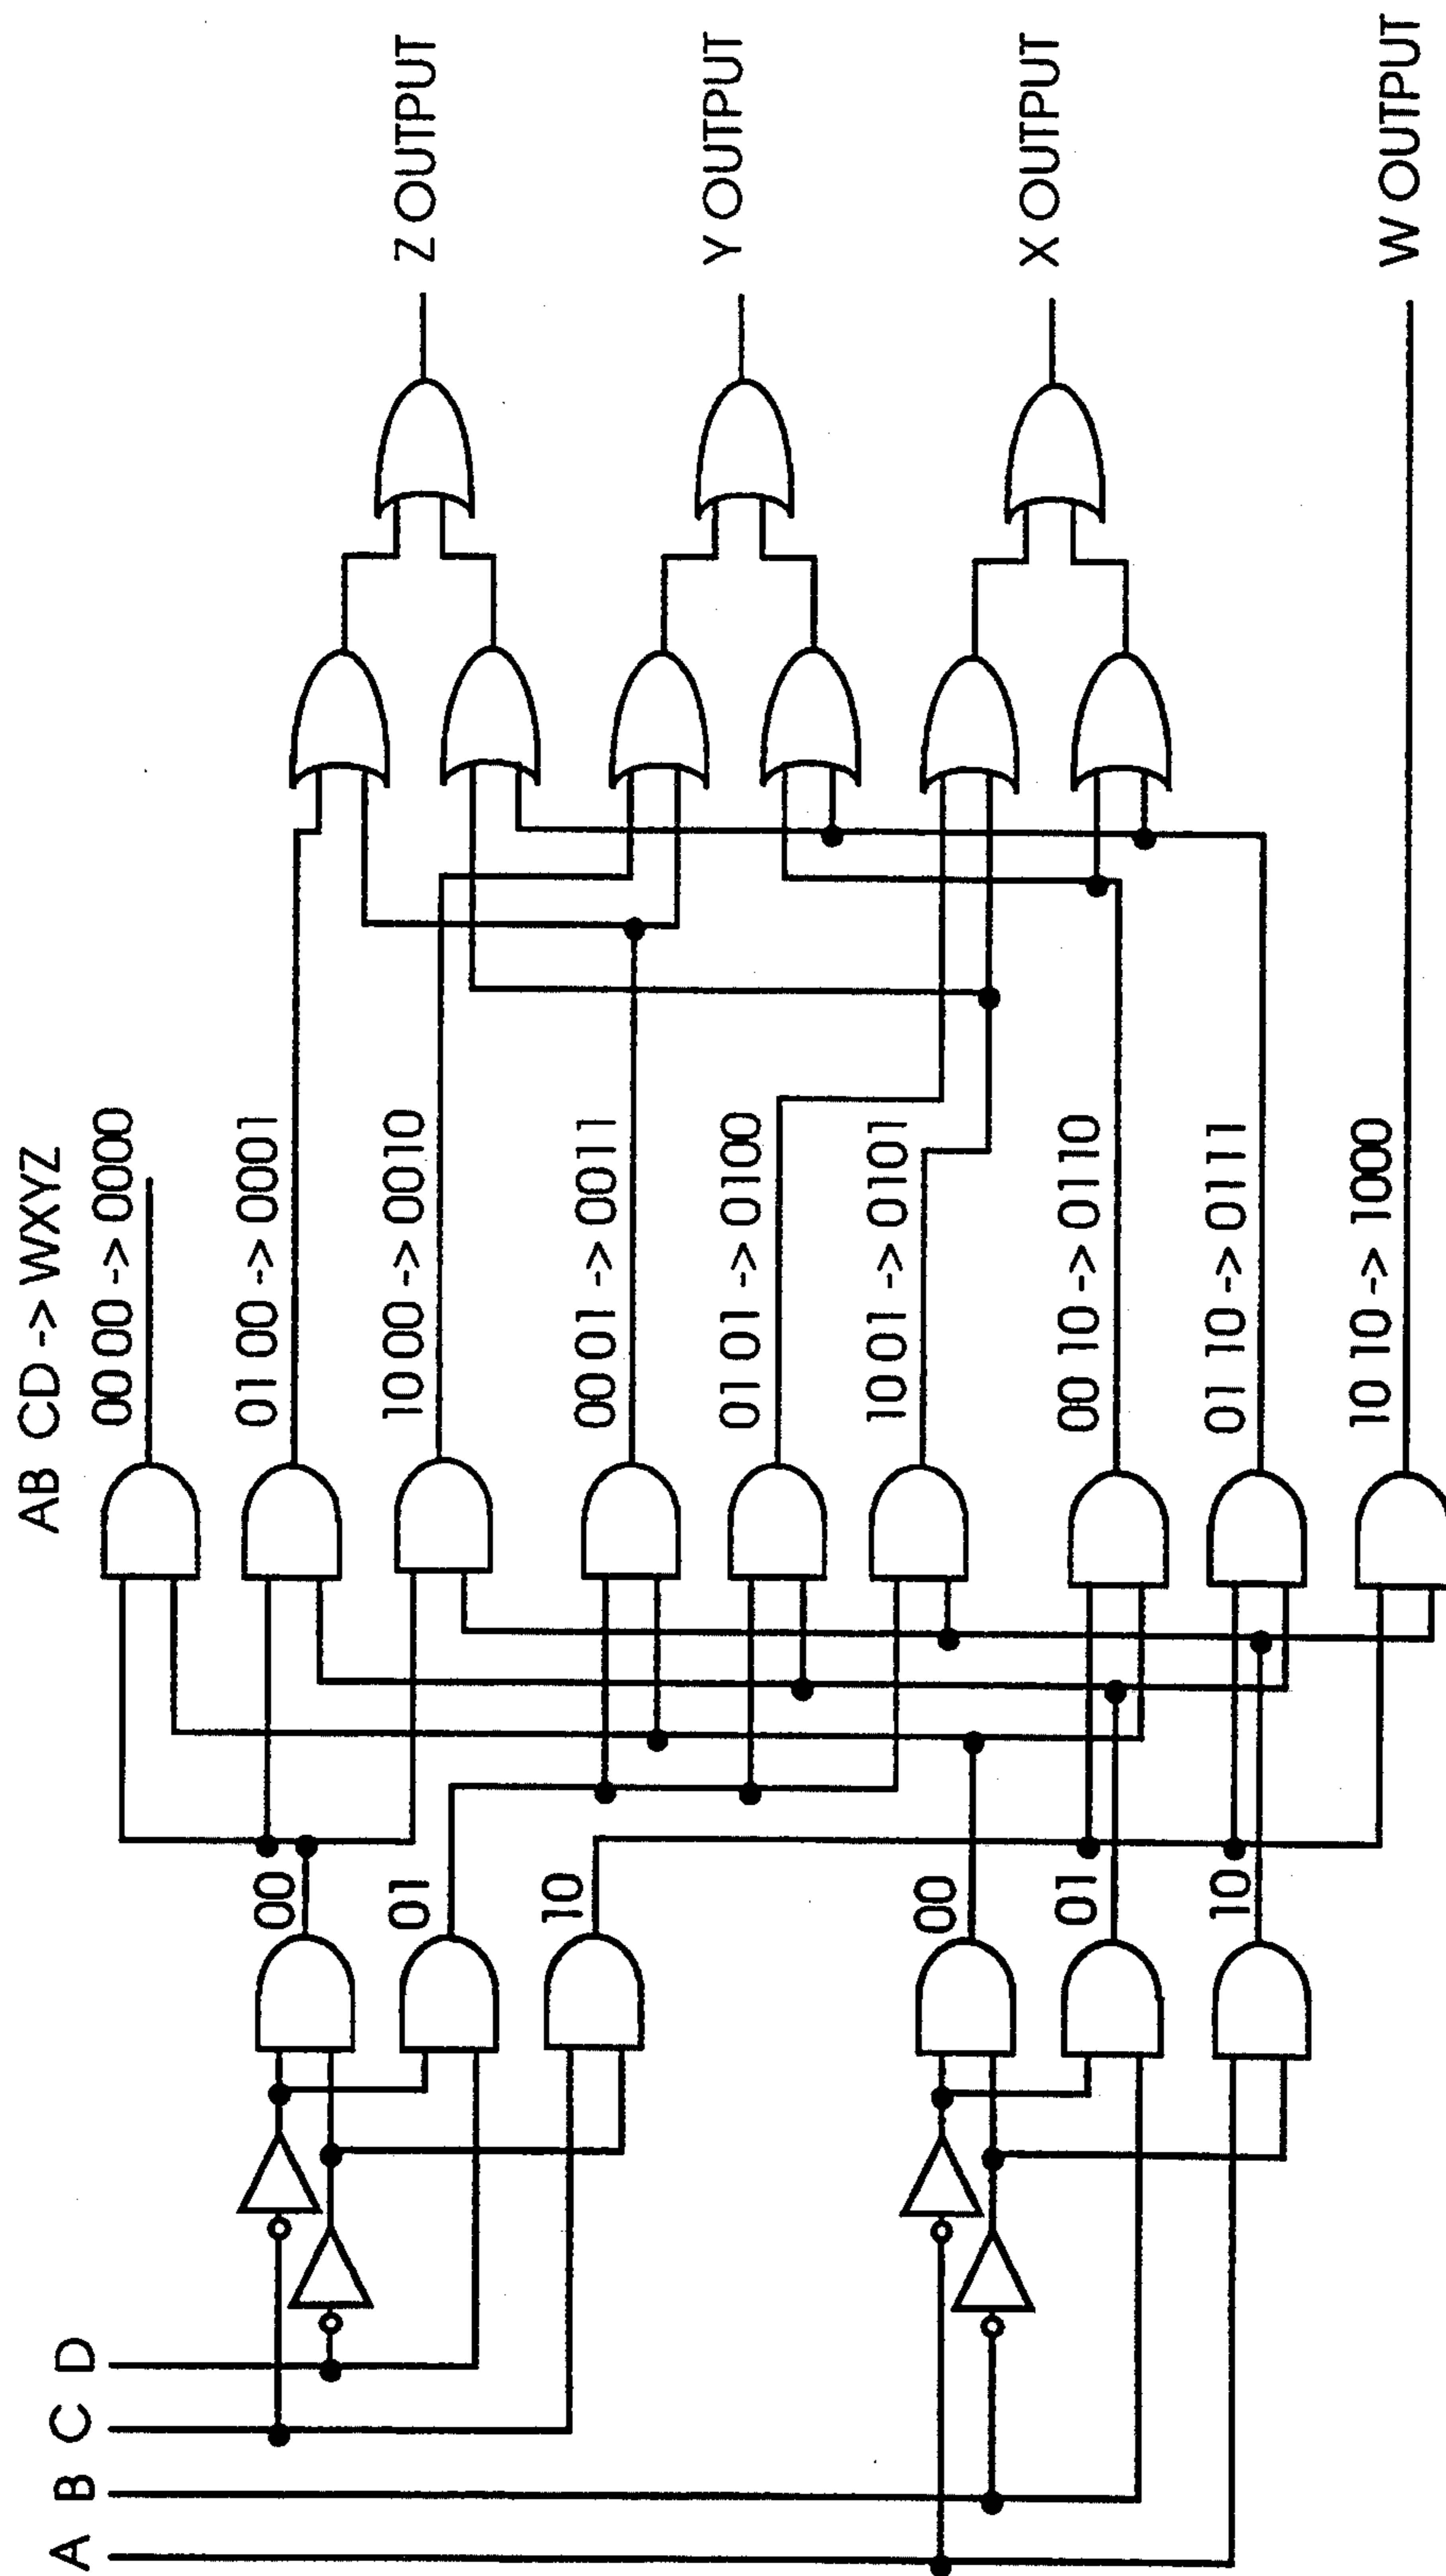 A
B
C
D
00
01
10
00
01
10
AB CD -> WXYZ
00 00 -> 0000
01 00 -> 0001
10 00 -> 0010
00 01 -> 0011
01 01 -> 0100
10 01 -> 0101
00 10 -> 0110
01 10 -> 0111
10 10 -> 1000
Z OUTPUT
Y OUTPUT
X OUTPUT
W OUTPUT